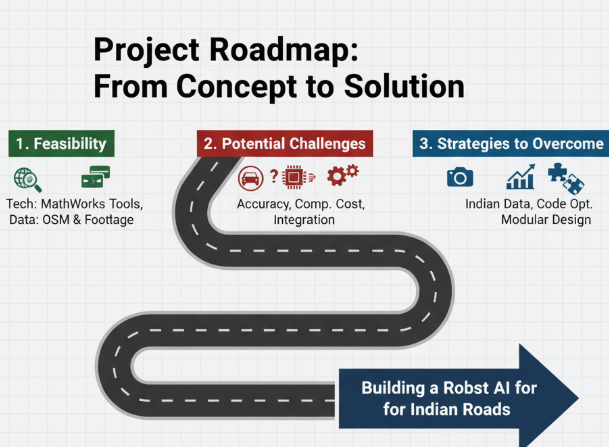 Project Roadmap:
From Concept to Solution
1. Feasibility
Tech: MathWorks Tools,
Data: OSM & Foottage
2. Potential Challenges
?
Accuracy, Comp. Cost,
Integration
3. Strategies to Overcome
Indian Data, Code Opt.
Modular Design
Building a Robst AI for
for Indian Roads